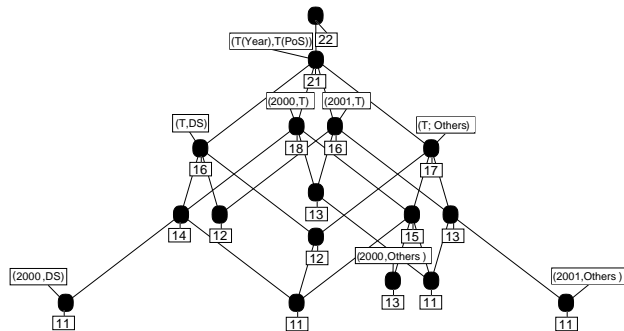 22
(T(Year),T(PoS))
21
(2000,T)
(2001,T)
(T,DS)
(T; Others)
18
16
16
17
13
14
12
15
13
12
(2000,Others )
(2000,DS)
(2001,Others )
13
11
11
11
11